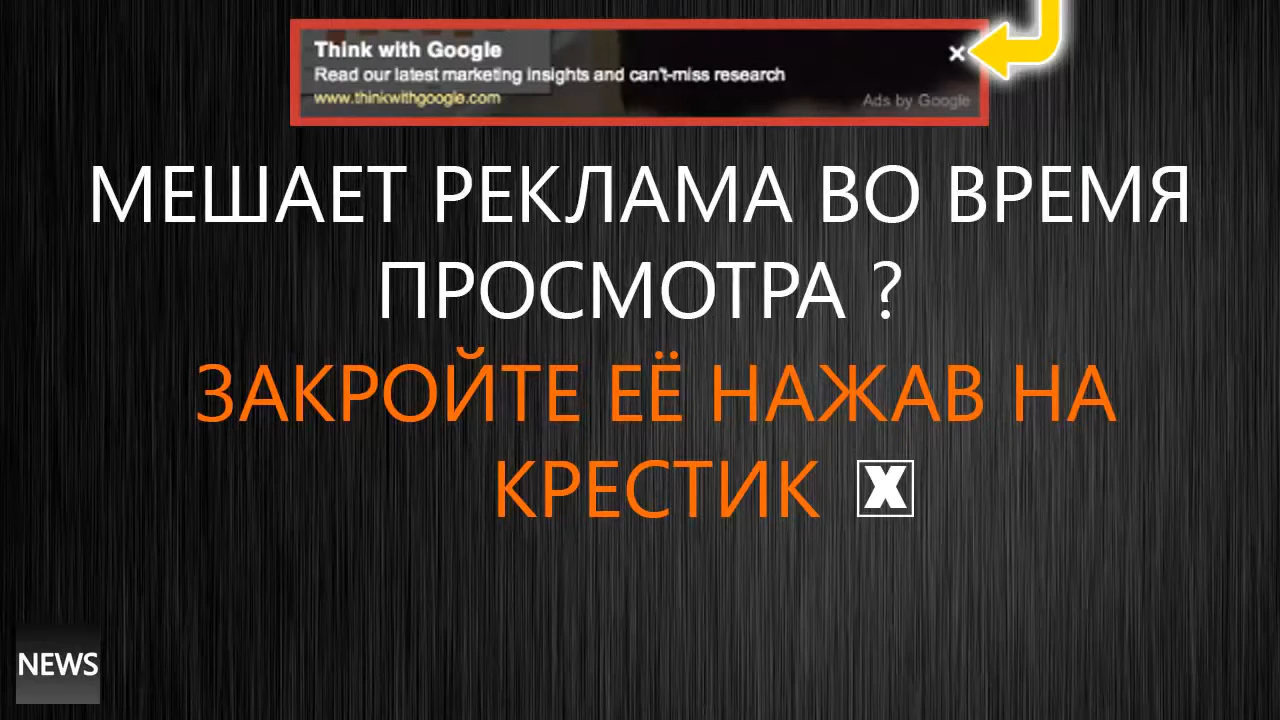 Think with Google
Read our latest marketing insights and can't-miss research
www.thinkwithgoogle.com
Ads by Google
МЕШАЕТ РЕКЛАМА ВО ВРЕМЯ
ПРОСМОТРА ?
ЗАКРОЙТЕ ЕЁ НАЖАВ НА
КРЕСТИК X
NEWS